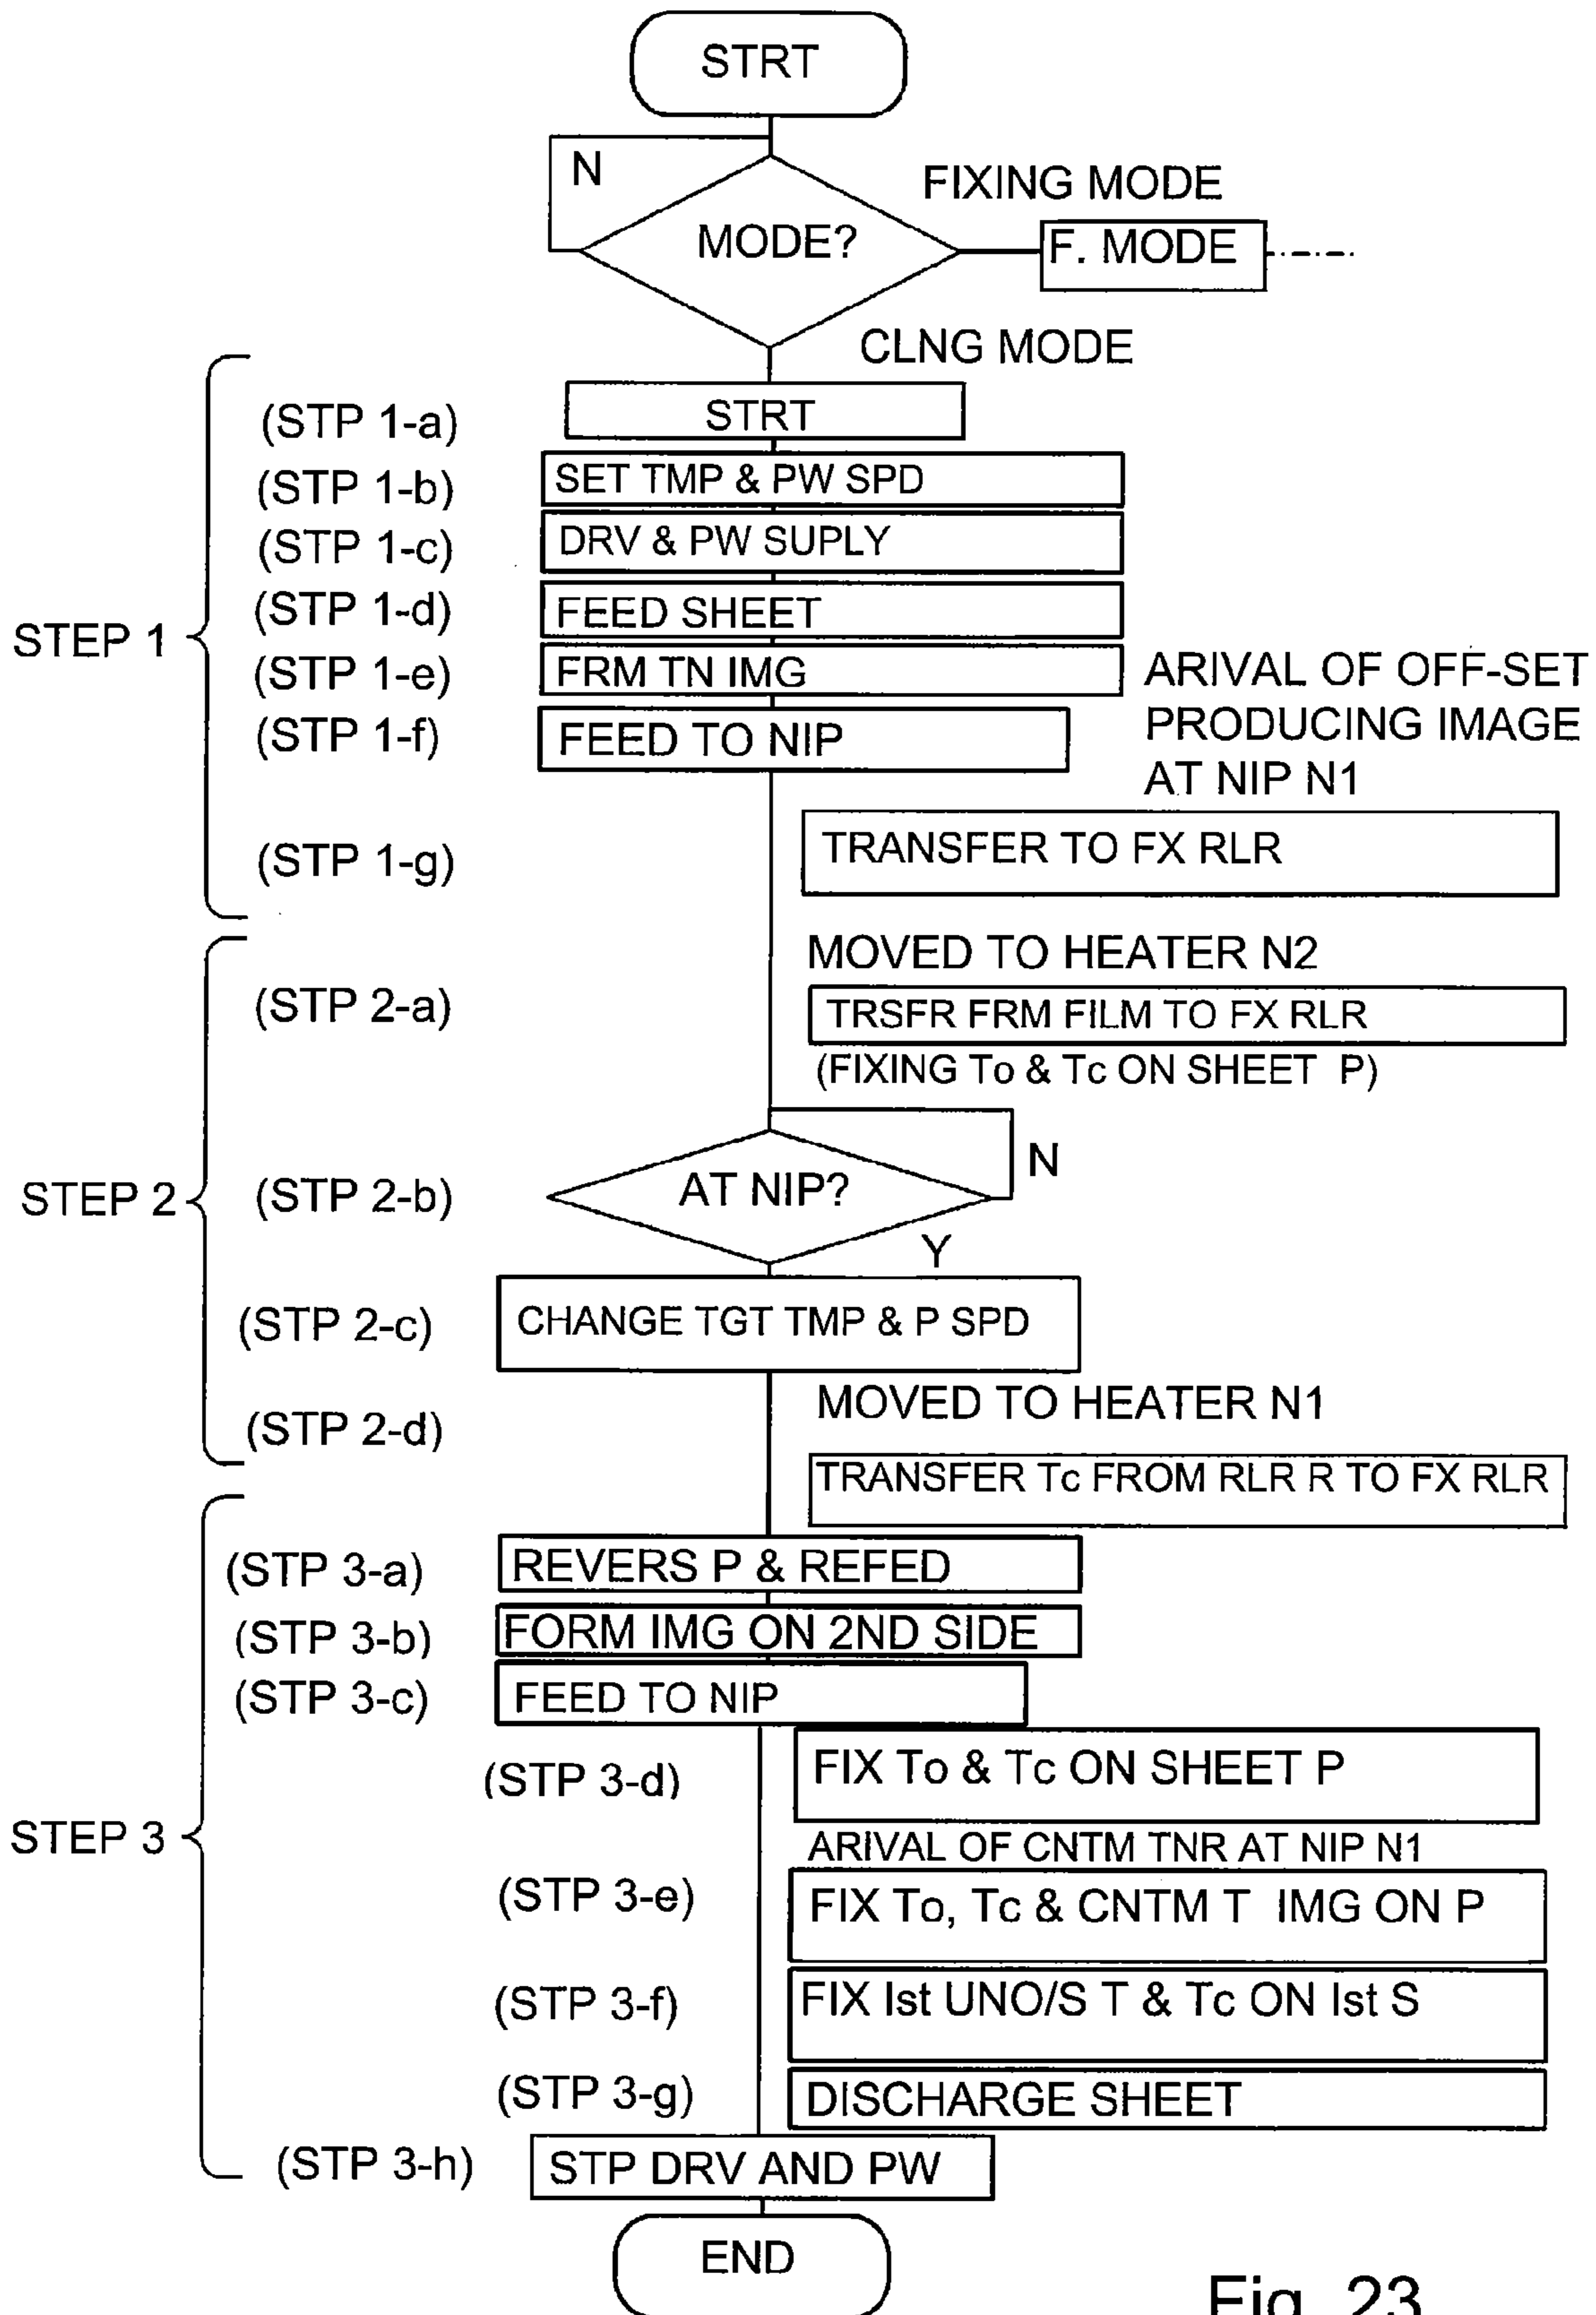 STRT
N
FIXING MODE
MODE?
F. MODE
CLNG MODE
STEP 1
(STP 1-a)
STRT
(STP 1-b)
SET TMP & PW SPD
(STP 1-c)
DRV & PW SUPLY
(STP 1-d)
FEED SHEET
(STP 1-e)
FRM TN IMG
ARIVAL OF OFF-SET
PRODUCING IMAGE
AT NIP N1
(STP 1-f)
FEED TO NIP
(STP 1-g)
TRANSFER TO FX RLR
STEP 2
MOVED TO HEATER N2
(STP 2-a)
TRSFR FRM FILM TO FX RLR
(FIXING To & Tc ON SHEET P)
(STP 2-b)
AT NIP?
N
Y
(STP 2-c)
CHANGE TGT TMP & P SPD
MOVED TO HEATER N1
(STP 2-d)
TRANSFER Tc FROM RLR R TO FX RLR
STEP 3
(STP 3-a)
REVERS P & REFED
(STP 3-b)
FORM IMG ON 2ND SIDE
(STP 3-c)
FEED TO NIP
(STP 3-d)
FIX To & Tc ON SHEET P
ARIVAL OF CNTM TNR AT NIP N1
(STP 3-e)
FIX To, Tc & CNTM T IMG ON P
(STP 3-f)
FIX Ist UNO/S T & Tc ON Ist S
(STP 3-g)
DISCHARGE SHEET
(STP 3-h)
STP DRV AND PW
END
Fig. 23